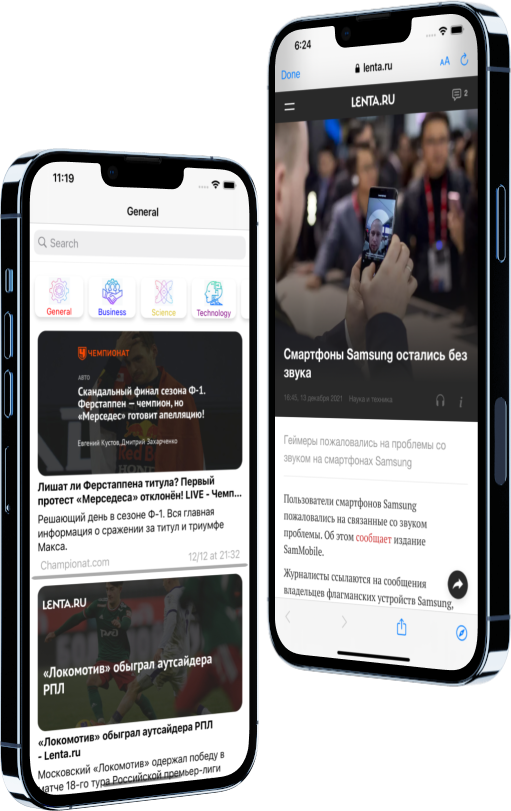 11:19
General
Search
General
Business
Science
Technology
ЧЕМПИОНАТ
АВТО
Скандальный финал сезона Ф-1.
Ферстаппен — чемпион, но
«Мерседес» готовит апелляцию!
Евгений Кустов,Дмитрий Захарченко
Лишат ли Ферстаппена титула? Первый
протест «Мерседеса» отклонён! LIVE - Чемп...
Решающий день в сезоне Ф-1. Вся главная
информация о сражении за титул и триумфе
Макса.
Championat.com
12/12 at 21:32
LENTA.RU
«Локомотив» обыграл аутсайдера
РПЛ
«Локомотив» обыграл аутсайдера РПЛ
- Lenta.ru
Московский «Локомотив» одержал победу в
матче 18-го тура Российской премьер-лиги
6:24
Done
lenta.ru
AA
LENTA.RU
2
Смартфоны Samsung остались без
звука
16:45, 13 декабря 2021
Наука и техника
Геймеры пожаловались на проблемы со
звуком на смартфонах Samsung
Пользователи смартфонов Samsung
пожаловались на связанные со звуком
проблемы. Об этом сообщает издание
SamMobile.
Журналисты ссылаются на сообщения
владельцев флагманских устройств Samsung,